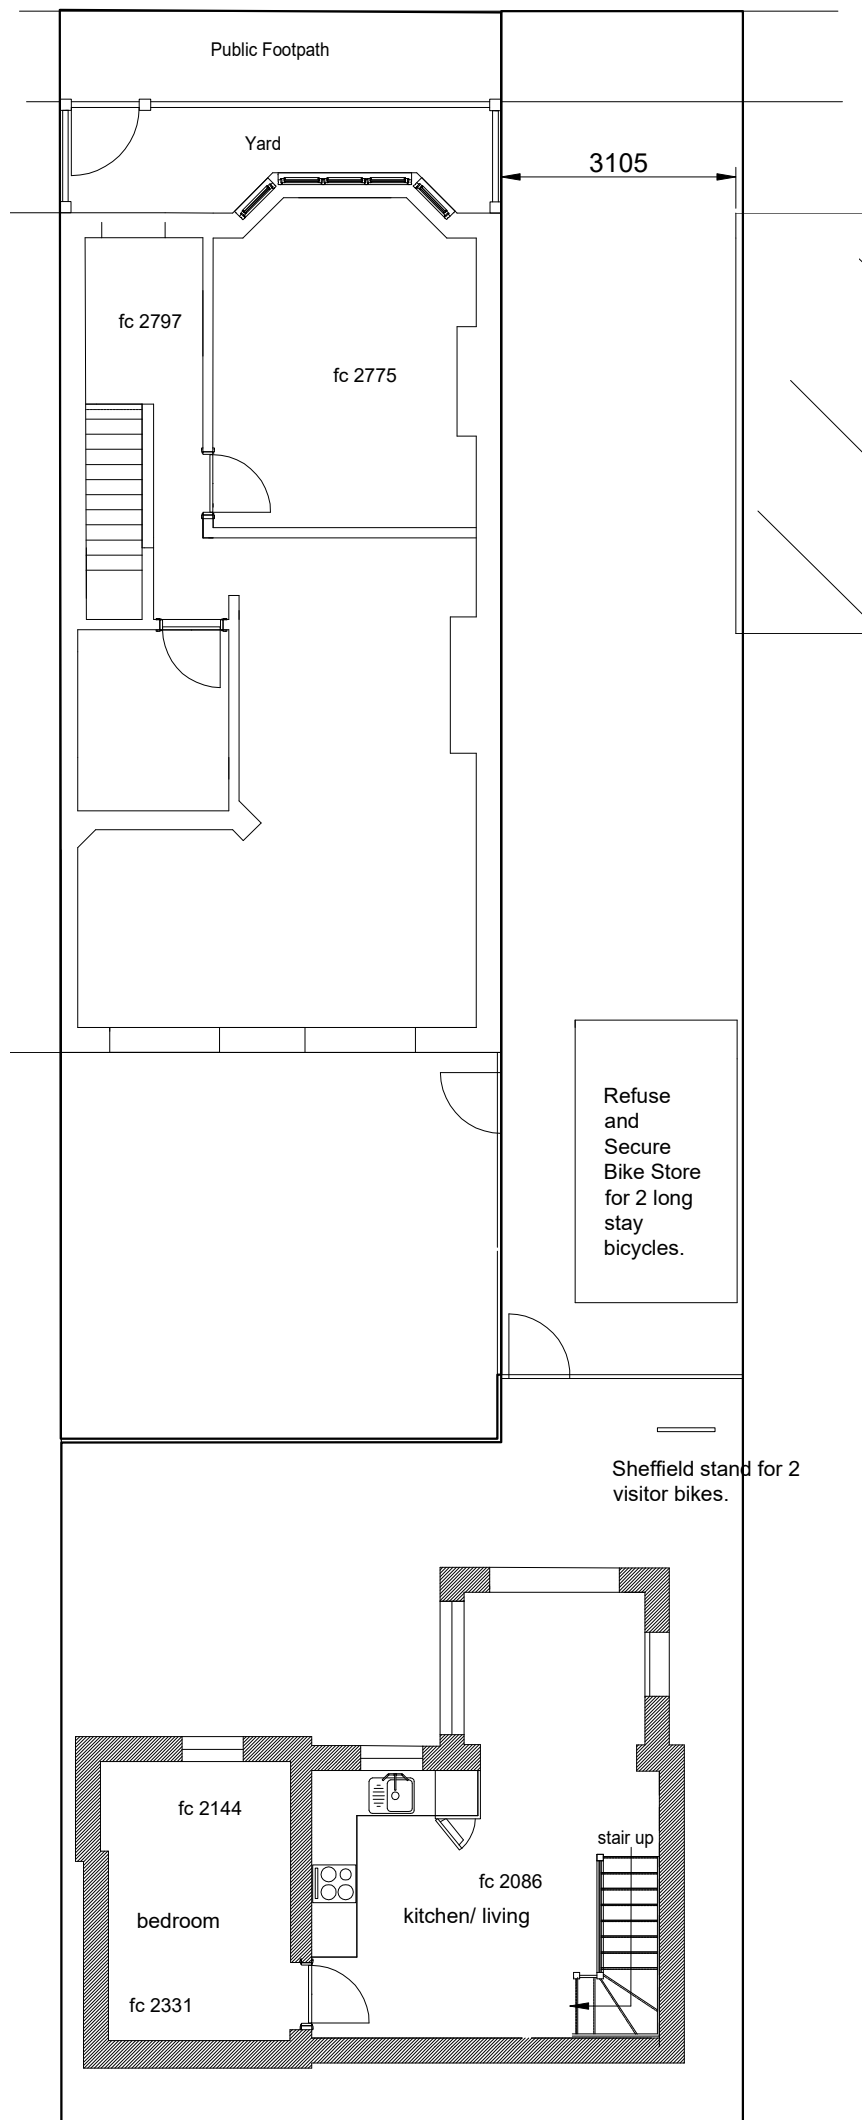 Public Footpath
Yard
3105
fc 2797
fc 2775
Refuse
and
Secure
Bike Store
for 2 long
stay
bicycles.
Sheffield stand for 2
visitor bikes.
fc 2144
stair up
fc 2086
kitchen/ living
bedroom
fc 2331